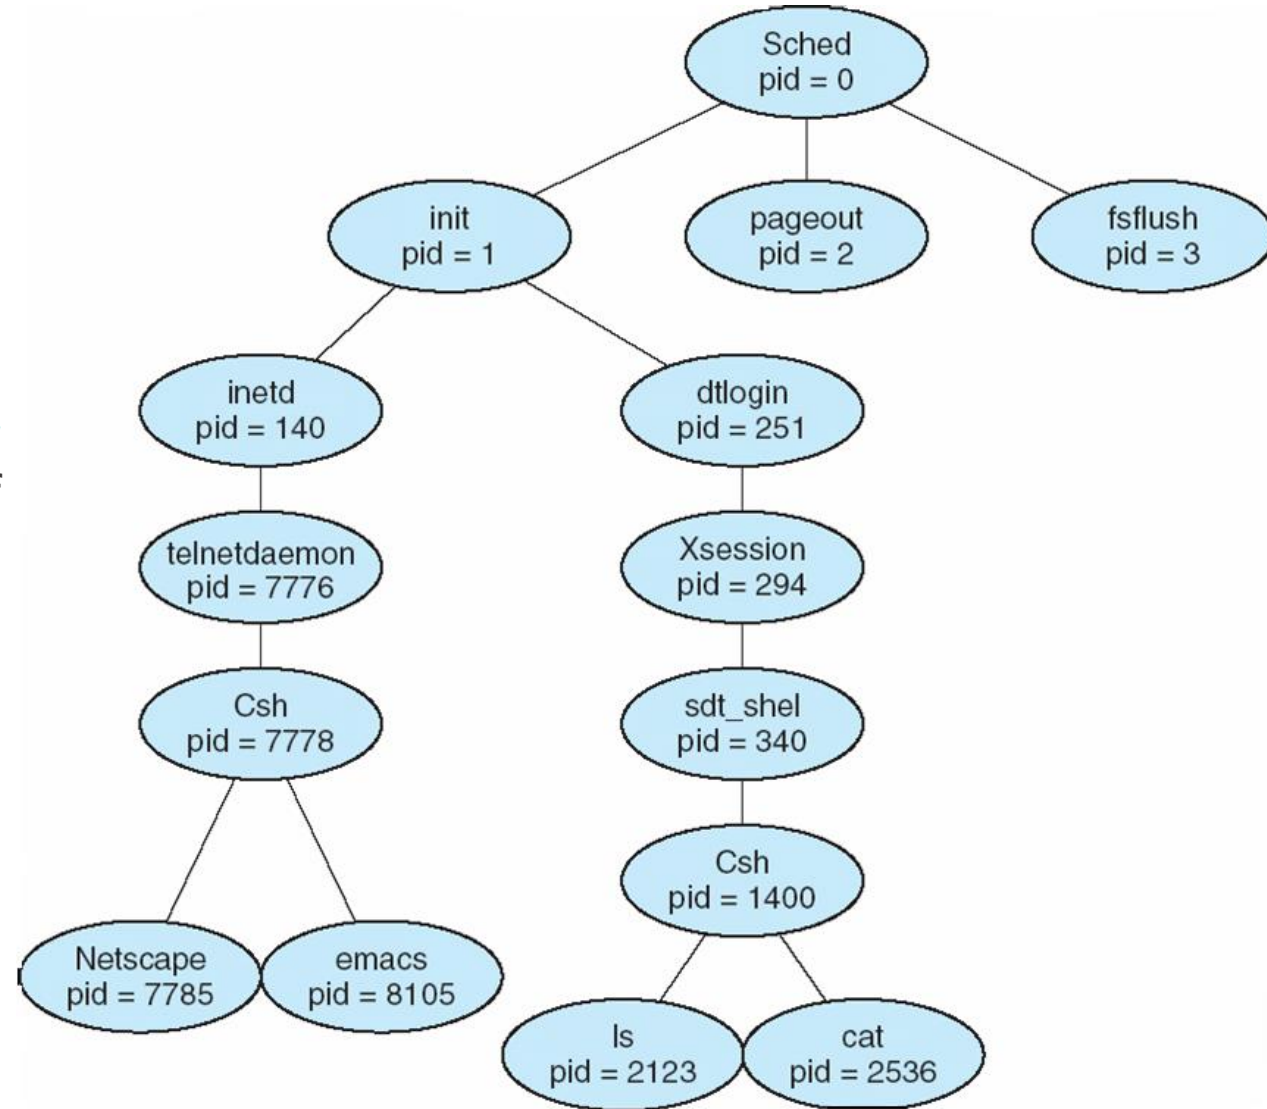 Sched
pid = 0
init
pid = 1
pageout
pid = 2
fsflush
pid = 3
inetd
pid = 140
dtlogin
pid = 251
telnetdaemon
pid = 7776
Xsession
pid = 294
Csh
pid = 7778
sdt_shel
pid = 340
Csh
pid = 1400
Netscape
pid = 7785
emacs
pid = 8105
ls
pid = 2123
cat
pid = 2536